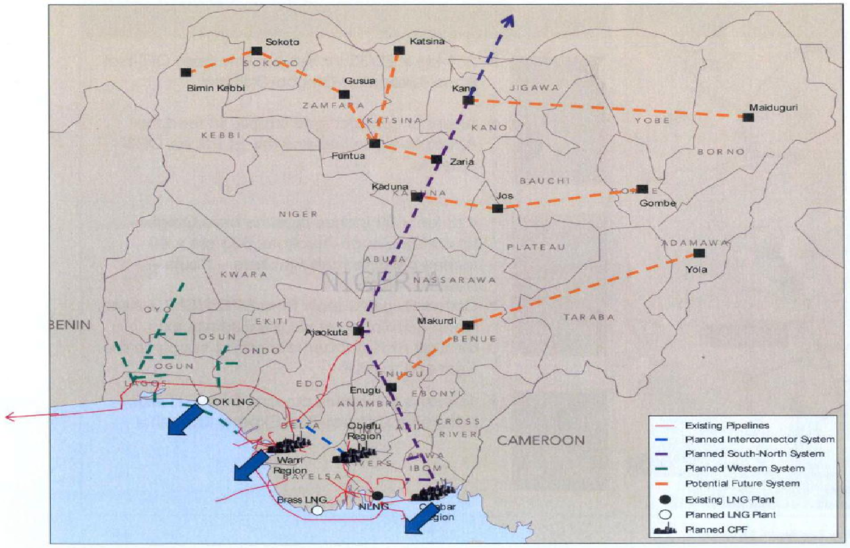 Sokoto
SOKOTO
Katsina
Bimin Kebbi
Gusua
ZAMFARA
KATSINA
Kano
JIGAWA
KANO
YOBE
Maiduguri
BORNO
KEBBI
Funtua
Zaria
Kaduna
KADUNA
BAUCHI
Jos
GOMBE
Gombe
NIGER
PLATEAU
ADAMAWA
Yola
ABUJA
NIGERIA
NASSARAWA
KWARA
TARABA
OYO
BENIN
EKITI
KOGI
Ajaokuta
Makurdi
BENUE
OSUN
ONDO
OGUN
LAGOS
OK LNG
EDO
Enugu
ENUGU
ANAMBRA
EBONYI
CROSS
RIVER
CAMEROON
DELTA
Obiafu
Region
IMO
ABIA
AKWA
IBOM
Warri
Region
RIVERS
BAYELSA
Brass LNG
NLNG
Calabar
Region
Existing Pipelines
Planned Interconnector System
Planned South-North System
Planned Western System
Potential Future System
Existing LNG Plant
Planned LNG Plant
Planned CPF